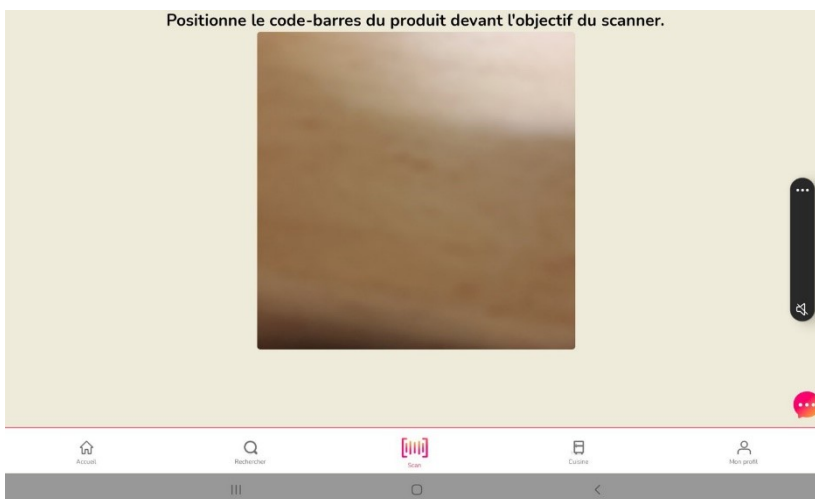 Positionne le code-barres du produit devant l'objectif du scanner.
Accueil
Rechercher
Scan
Cuisine
Mon profil